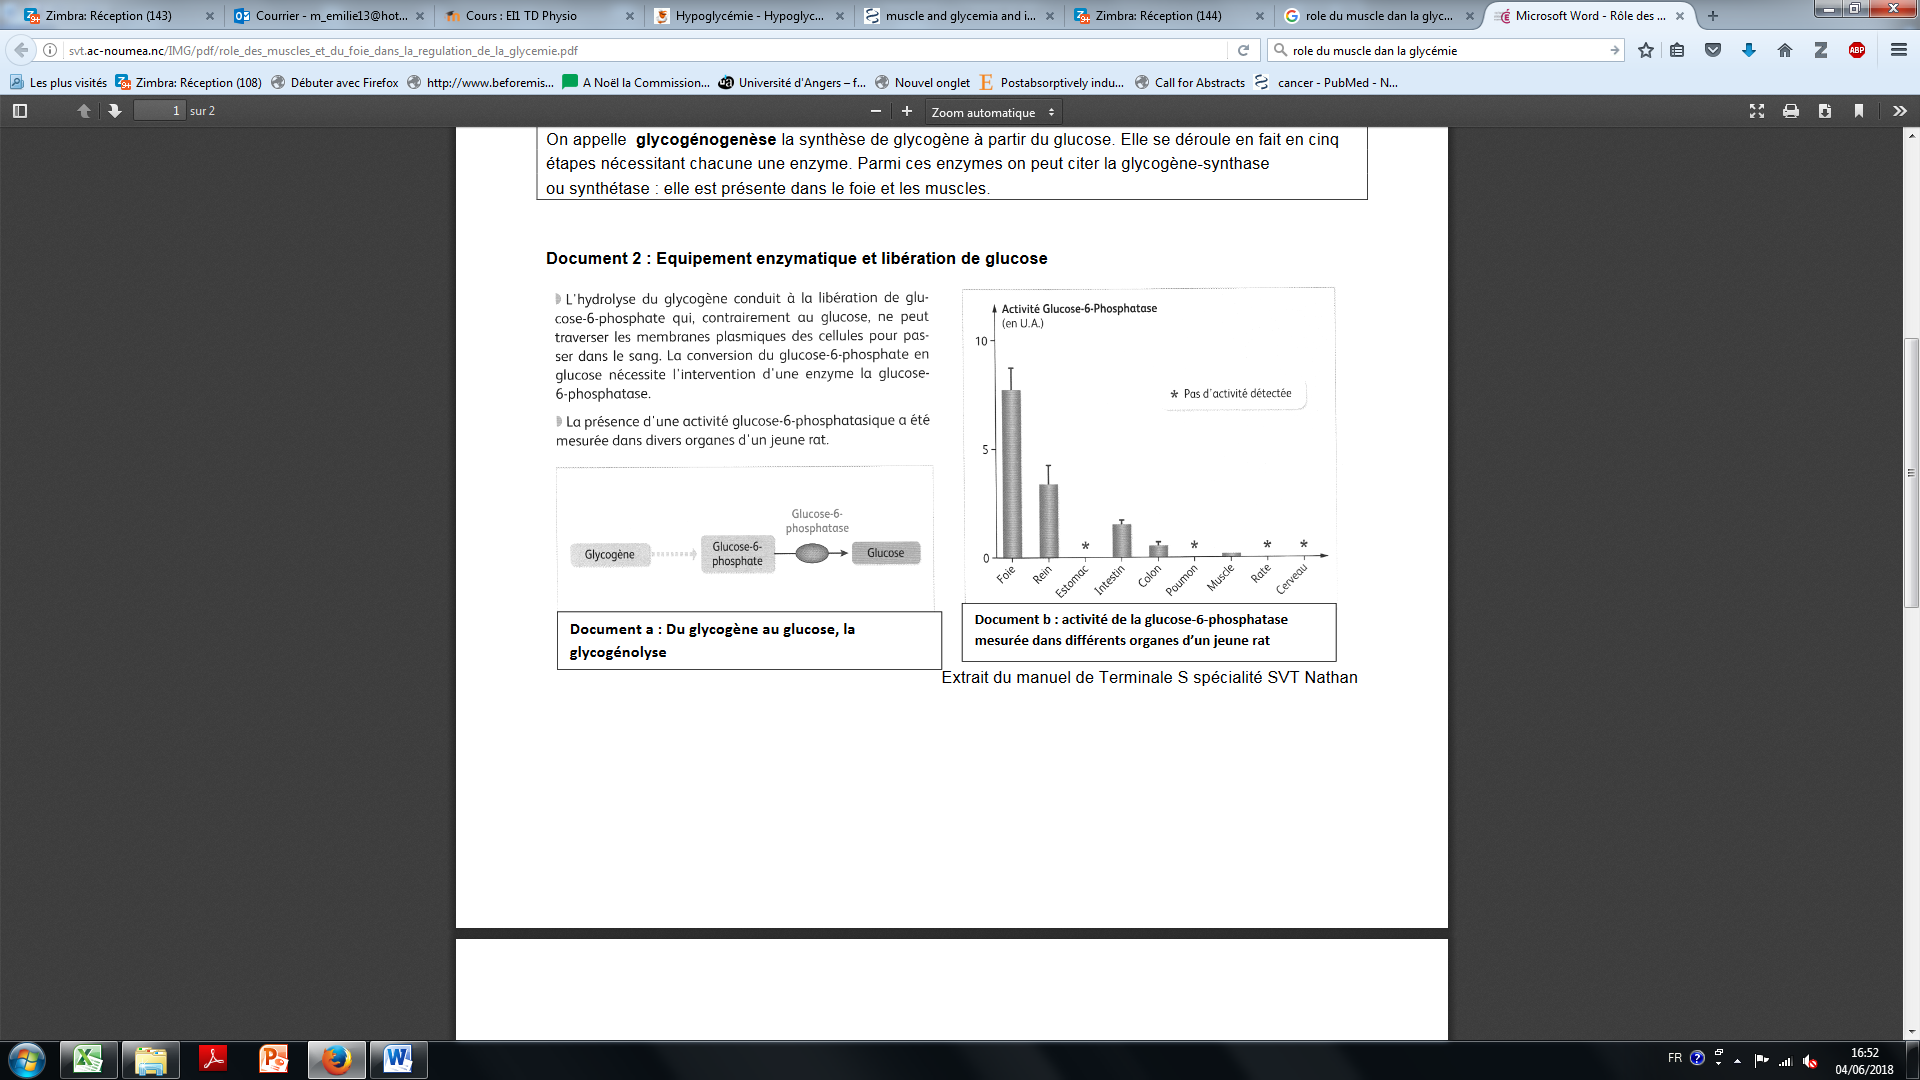 Zimbra: Réception (143)
Courrier - m_emilie13@hot...
Cours : EI1 TD Physio
Hypoglycémie - Hypoglyc...
muscle and glycemia and i...
Zimbra: Réception (144)
role du muscle dan la glyc...
Microsoft Word - Rôle des ...
svt.ac-noumea.nc/IMG/pdf/role_des_muscles_et_du_foie_dans_la_regulation_de_la_glycemie.pdf
role du muscle dan la glycémie
ABP
Les plus visités
Zimbra: Réception (108)
Débuter avec Firefox
http://www.beforemis...
A Noël la Commission...
Université d'Angers – f...
Nouvel onglet
Postabsorptively indu...
Call for Abstracts
cancer - PubMed - N...
1 sur 2
Zoom automatique
On appelle glycogénogenèse la synthèse de glycogène à partir du glucose. Elle se déroule en fait en cinq
étapes nécessitant chacune une enzyme. Parmi ces enzymes on peut citer la glycogène-synthase
ou synthétase : elle est présente dans le foie et les muscles.
Document 2 : Equipement enzymatique et libération de glucose
L'hydrolyse du glycogène conduit à la libération de glu-
cose-6-phosphate qui, contrairement au glucose, ne peut
traverser les membranes plasmiques des cellules pour pas-
ser dans le sang. La conversion du glucose-6-phosphate en
glucose nécessite l'intervention d'une enzyme la glucose-
6-phosphatase.
La présence d'une activité glucose-6-phosphatasique a été
mesurée dans divers organes d'un jeune rat.
Glucose-6-
phosphatase
Glycogène
Glucose-6-
phosphate
Glucose
Document a : Du glycogène au glucose, la
glycogénolyse
Activité Glucose-6-Phosphatase
(en U.A.)
10
5
0
* Pas d'activité détectée
* * * *
Foie
Rein
Estomac
Intestin
Colon
Poumon
Muscle
Rate
Cerveau
Document b : activité de la glucose-6-phosphatase
mesurée dans différents organes d'un jeune rat
Extrait du manuel de Terminale S spécialité SVT Nathan
FR
16:52
04/06/2018